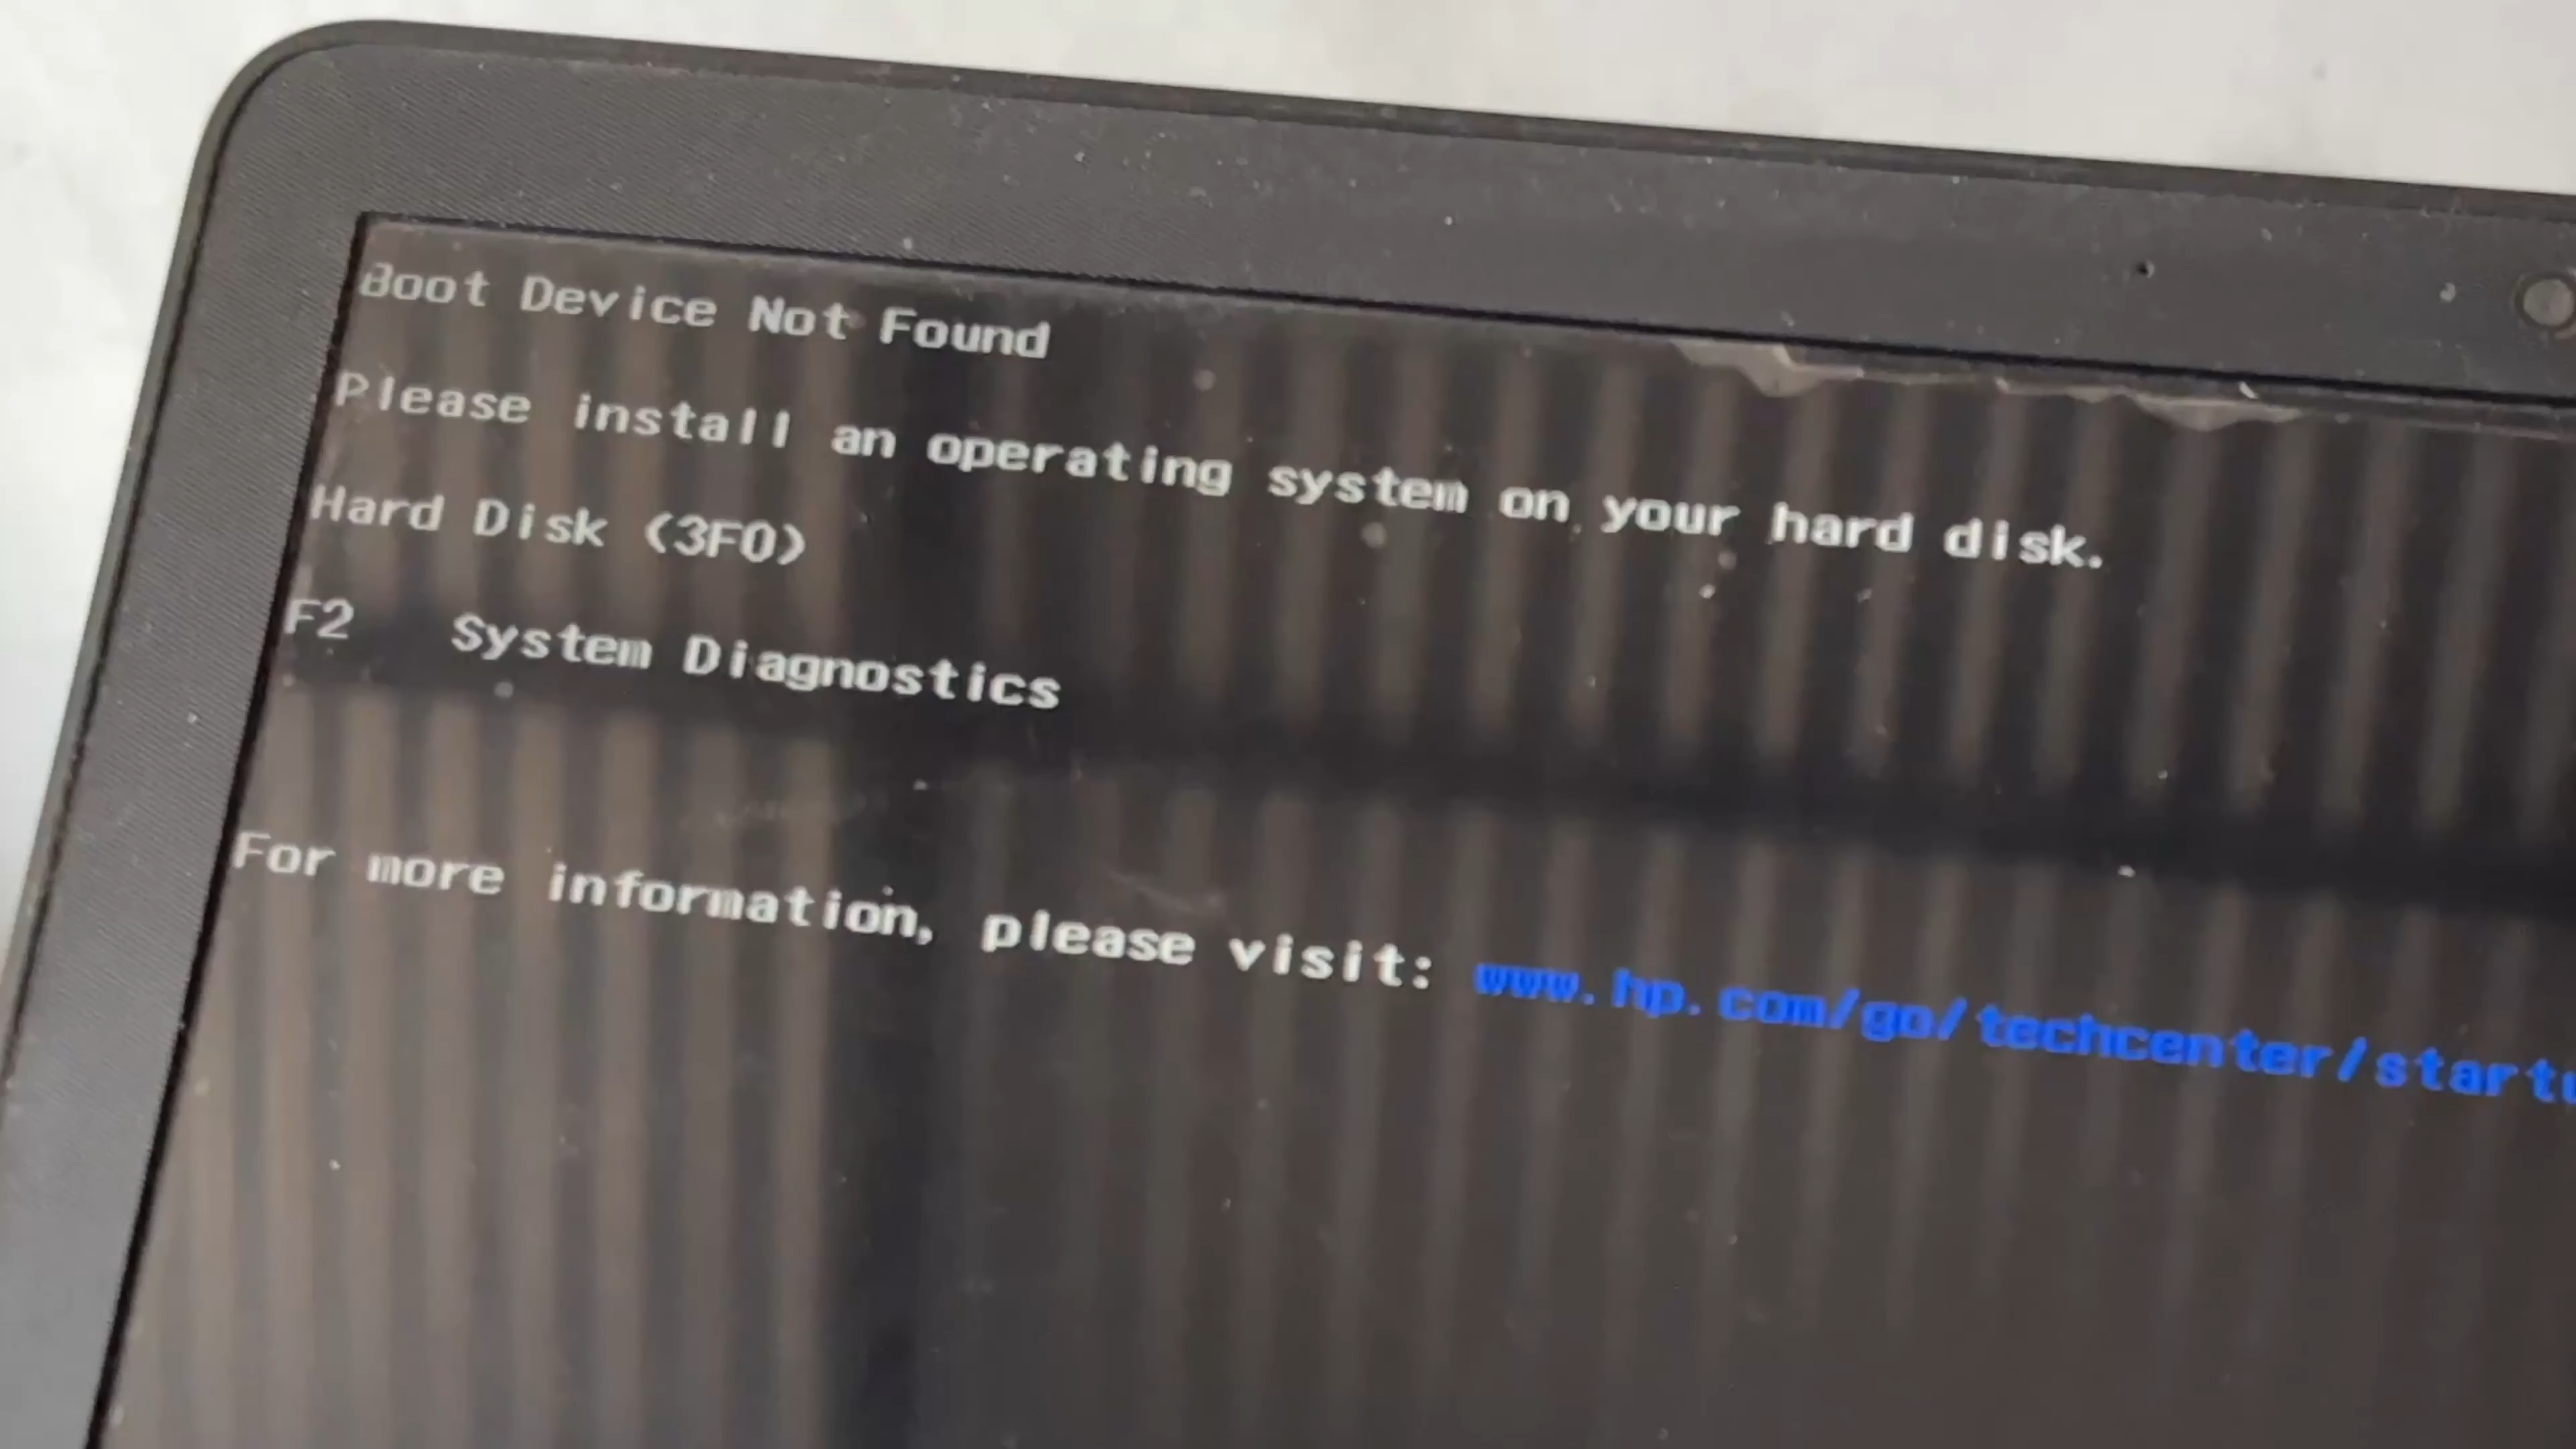 Boot Device Not Found
Please install an operating system on your hard disk.
Hard Disk (3F0)
F2 System Diagnostics
For more information, please visit: www.hp.com/go/techcenter/startu